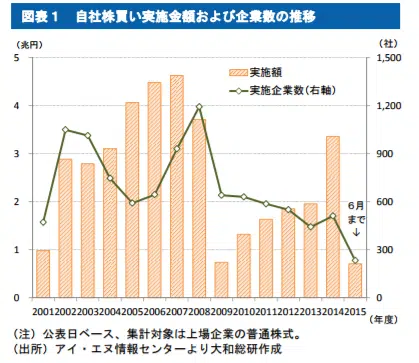 図表1 自社株買い実施金額および企業数の推移
(兆円)
(社)
5
4
3
2
1
0
1,500
1,200
900
600
300
0
実施額
実施企業数(右軸)
6月
まで
↓
2001 2002 2003 2004 2005 2006 2007 2008 2009 2010 2011 2012 2013 2014 2015
(年度)
(注)公表日ベース、集計対象は上場企業の普通株式。
(出所)アイ・エヌ情報センターより大和総研作成